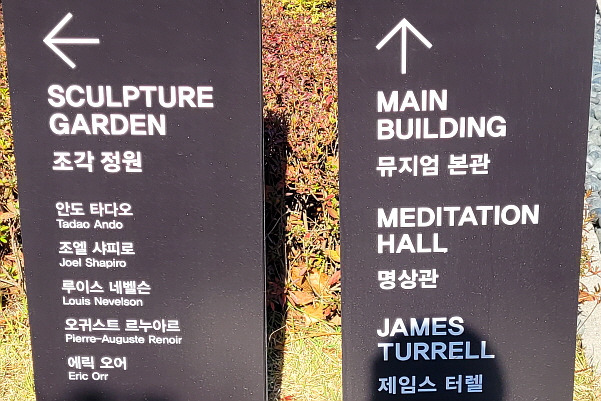 SCULPTURE
GARDEN
조각 정원
안도 타다오
Tadao Ando
조엘 샤피로
Joel Shapiro
루이스 네벨슨
Louis Nevelson
오귀스트 르누아르
Pierre-Auguste Renoir
에릭 오어
Eric Orr
MAIN
BUILDING
뮤지엄 본관
MEDITATION
HALL
명상관
JAMES
TURRELL
제임스 터렐